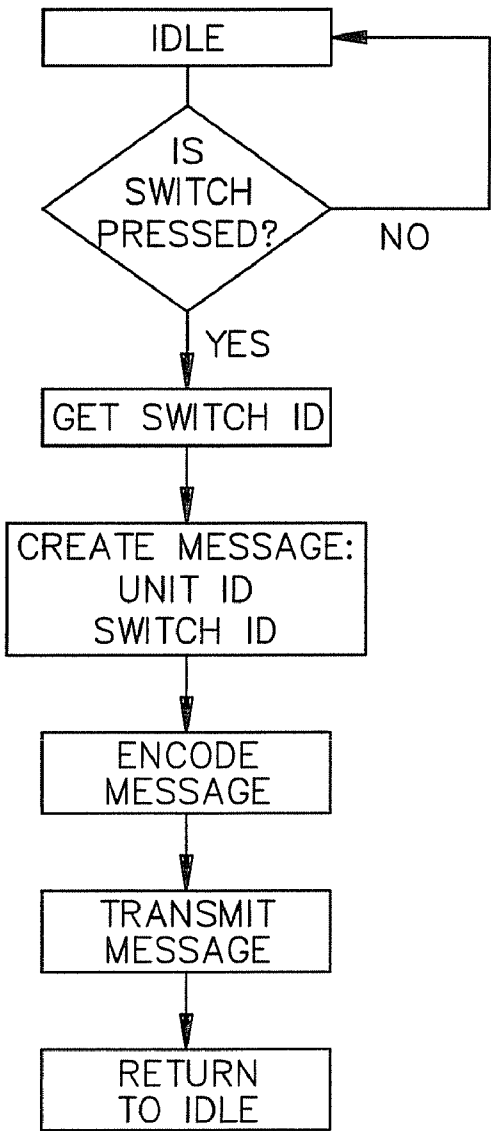 IDLE
IS
SWITCH
PRESSED?
NO
YES
GET SWITCH ID
CREATE MESSAGE:
UNIT ID
SWITCH ID
ENCODE
MESSAGE
TRANSMIT
MESSAGE
RETURN
TO IDLE